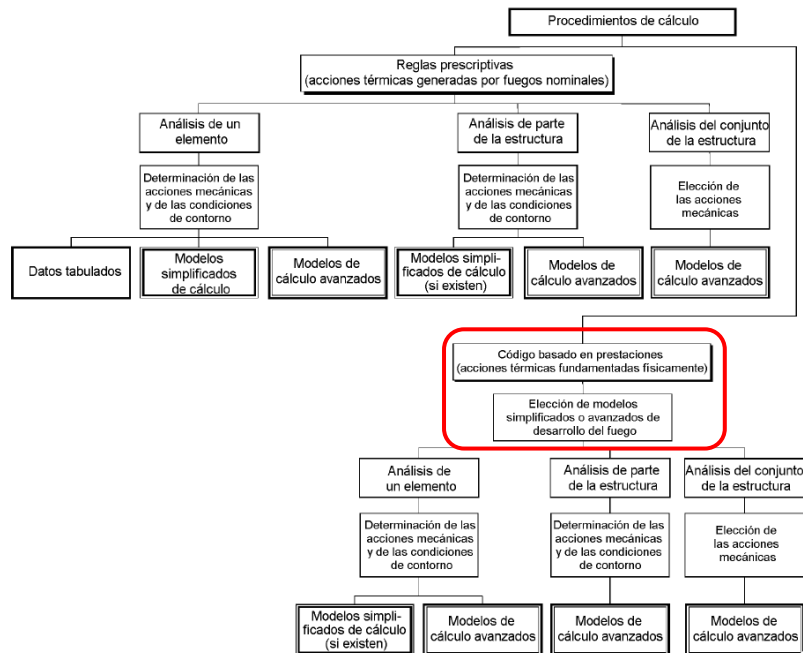 Procedimientos de cálculo
Reglas prescriptivas
(acciones térmicas generadas por fuegos nominales)
Análisis de un
elemento
Análisis de parte
de la estructura
Análisis del conjunto
de la estructura
Determinación de las
acciones mecánicas
y de las condiciones
de contorno
Determinación de las
acciones mecánicas
y de las condiciones
de contorno
Elección de
las acciones
mecánicas
Datos tabulados
Modelos
simplificados
de cálculo
Modelos de
cálculo avanzados
Modelos simpli-
ficados de cálculo
(si existen)
Modelos de
cálculo avanzados
Modelos de
cálculo avanzados
Código basado en prestaciones
(acciones térmicas fundamentadas físicamente)
Elección de modelos
simplificados o avanzados de
desarrollo del fuego
Análisis de
un elemento
Análisis de parte
de la estructura
Análisis del conjunto
de la estructura
Determinación de las
acciones mecánicas
y de las condiciones
de contorno
Determinación de las
acciones mecánicas
y de las condiciones
de contorno
Elección de
las acciones
mecánicas
Modelos simpli-
ficados de cálculo
(si existen)
Modelos de
cálculo avanzados
Modelos de
cálculo avanzados
Modelos de
cálculo avanzados